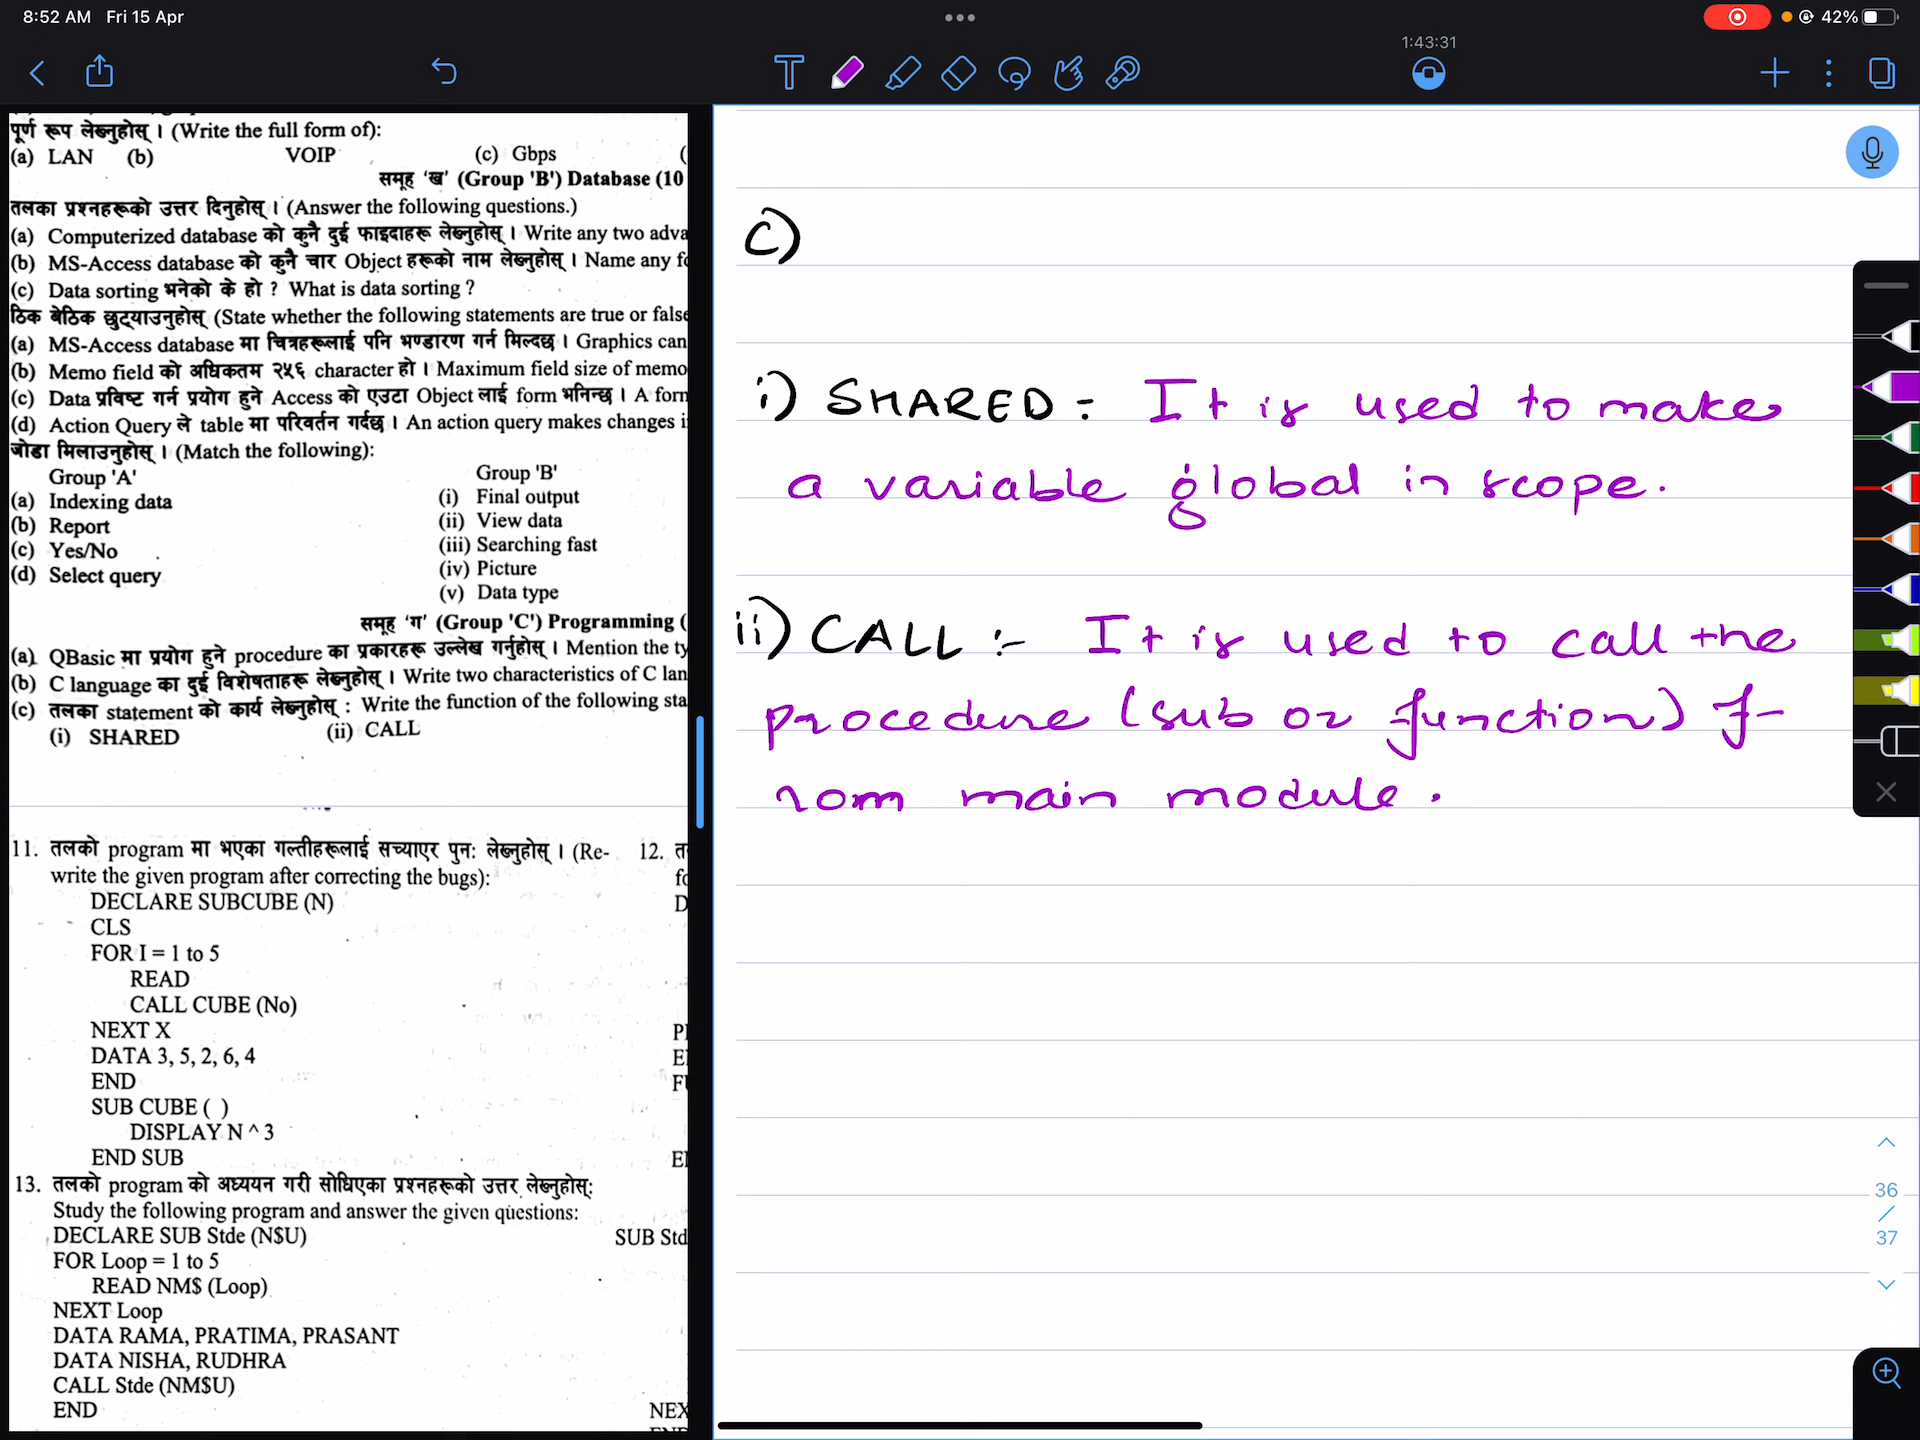 8:52 AM Fri 15 Apr
42%
1:43:31
पूर्ण रूप लेख्नुहोस् । (Write the full form of):
(a) LAN (b) VOIP (c) Gbps (
समूह 'ख' (Group 'B') Database (10
तलका प्रश्नहरूको उत्तर दिनुहोस् । (Answer the following questions.)
(a) Computerized database को कुनै दुई फाइदाहरू लेख्नुहोस् । Write any two adva
(b) MS-Access database को कुनै चार Object हरूको नाम लेख्नुहोस् । Name any fo
(c) Data sorting भनेको के हो ? What is data sorting ?
ठिक बेठिक छुट्याउनुहोस् (State whether the following statements are true or false
(a) MS-Access database मा चित्रहरूलाई पनि भण्डारण गर्न मिल्दछ । Graphics can
(b) Memo field को अधिकतम २५६ character हो । Maximum field size of memo
(c) Data प्रविष्ट गर्न प्रयोग हुने Access को एउटा Object लाई form भनिन्छ । A form
(d) Action Query ले table मा परिवर्तन गर्दछ । An action query makes changes i
जोडा मिलाउनुहोस् । (Match the following):
Group 'A' Group 'B'
(a) Indexing data (i) Final output
(b) Report (ii) View data
(c) Yes/No (iii) Searching fast
(d) Select query (iv) Picture
(v) Data type
समूह 'ग' (Group 'C') Programming (
(a) QBasic मा प्रयोग हुने procedure का प्रकारहरू उल्लेख गर्नुहोस् । Mention the ty
(b) C language का दुई विशेषताहरू लेख्नुहोस् । Write two characteristics of C lan
(c) तलका statement को कार्य लेख्नुहोस् : Write the function of the following sta
(i) SHARED (ii) CALL
11. तलको program मा भएका गल्तीहरूलाई सच्याएर पुन: लेख्नुहोस् । (Re- 12. त
write the given program after correcting the bugs): fo
DECLARE SUBCUBE (N) D
CLS
FOR I = 1 to 5
READ
CALL CUBE (No)
NEXT X
DATA 3, 5, 2, 6, 4
END
SUB CUBE ( )
DISPLAY N ^ 3
END SUB
13. तलको program को अध्ययन गरी सोधिएका प्रश्नहरूको उत्तर लेख्नुहोस्:
Study the following program and answer the given questions:
DECLARE SUB Stde (N$U) SUB Std
FOR Loop = 1 to 5
READ NM$ (Loop)
NEXT Loop
DATA RAMA, PRATIMA, PRASANT
DATA NISHA, RUDHRA
CALL Stde (NM$U)
END NEX
c)
i) SHARED : It is used to make
a variable global in scope.
ii) CALL :- It is used to call the
procedure (sub or function) f-
rom main module.
36
/
37